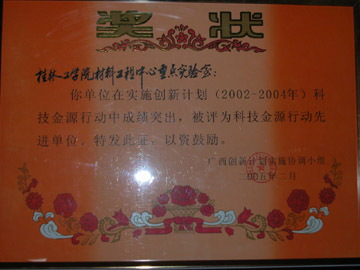 奖状
桂林工学院材料工程中心重点实验室：
你单位在实施创新计划（2002-2004年）科
技金源行动中成绩突出，被评为科技金源行动先
进单位，特发此证，以资鼓励。
广西创新计划实施协调小组
二〇〇五年二月